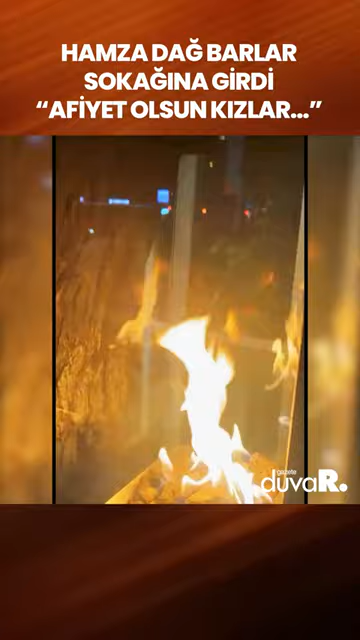 HAMZA DAĞ BARLAR
SOKAĞINA GİRDİ
“AFİYET OLSUN KIZLAR...”
gazete
duvaR.